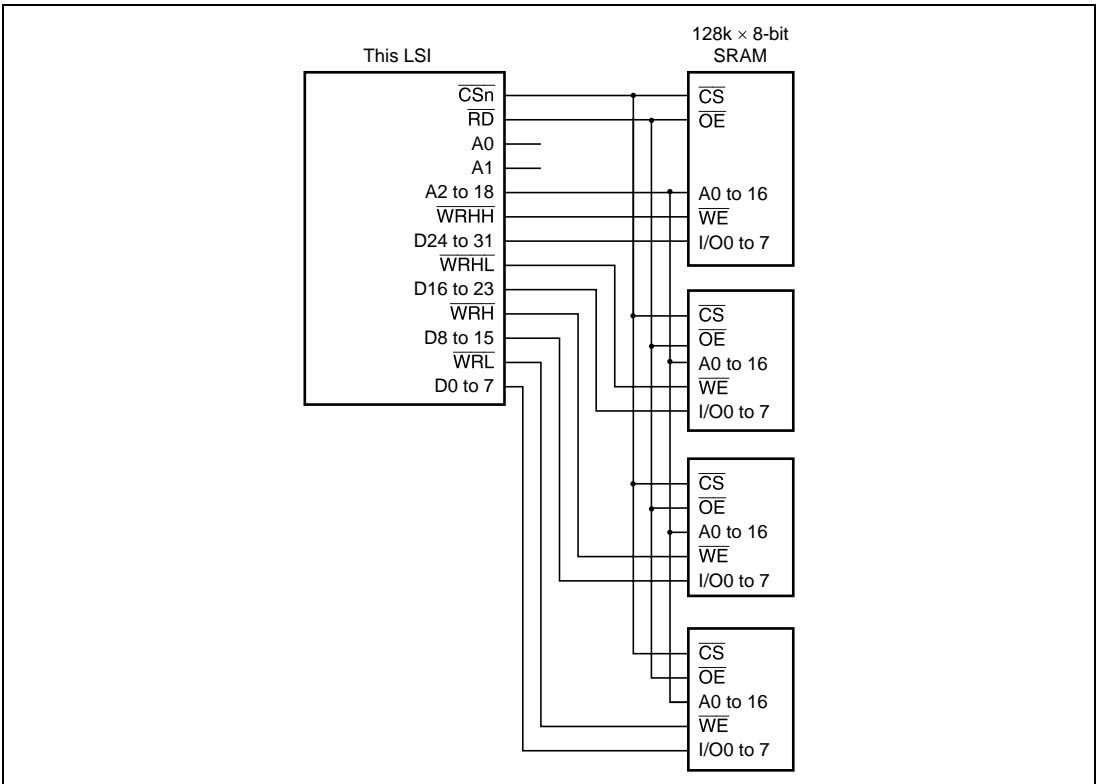 This LSI
CSn
RD
A0
A1
A2 to 18
WRHH
D24 to 31
WRHL
D16 to 23
WRH
D8 to 15
WRL
D0 to 7
128k × 8-bit
SRAM
CS
OE
A0 to 16
WE
I/O0 to 7
CS
OE
A0 to 16
WE
I/O0 to 7
CS
OE
A0 to 16
WE
I/O0 to 7
CS
OE
A0 to 16
WE
I/O0 to 7